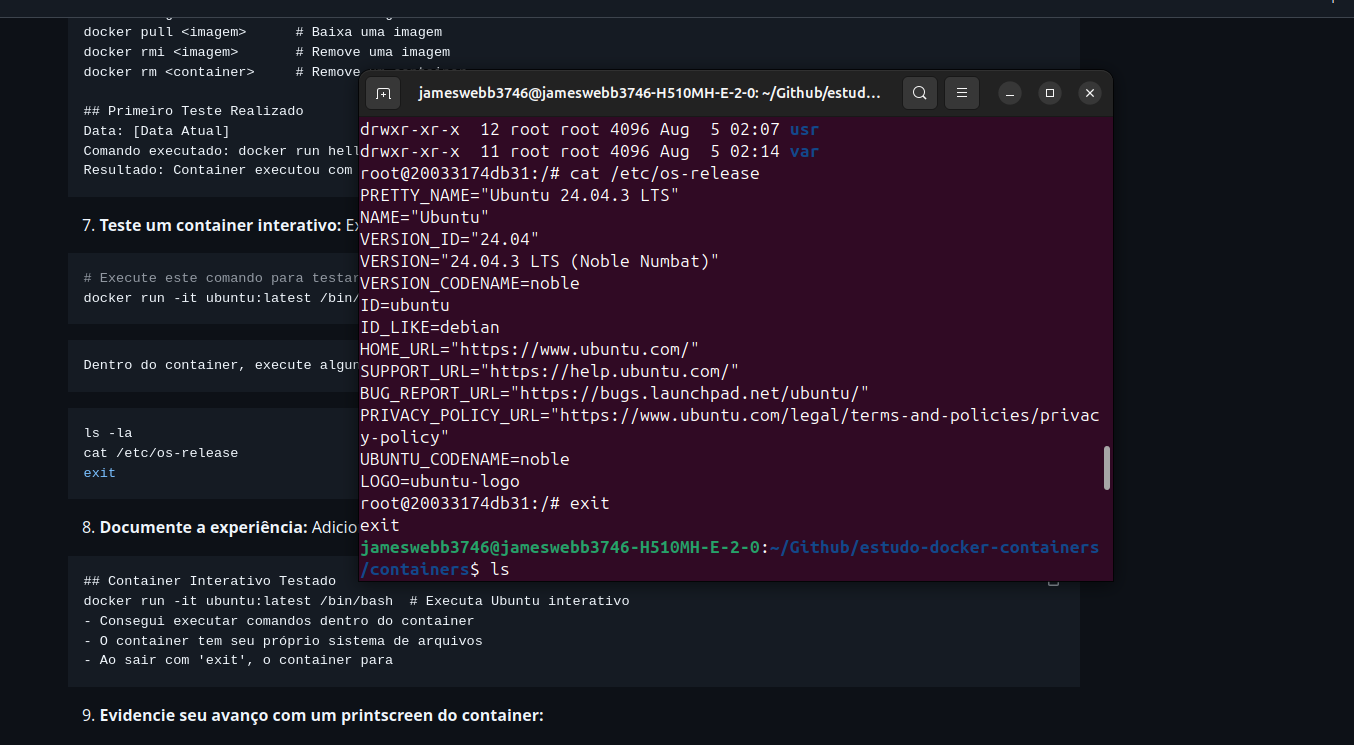 docker pull <imagem>      # Baixa uma imagem
docker rmi <imagem>       # Remove uma imagem
docker rm <container>     # Remove
## Primeiro Teste Realizado
Data: [Data Atual]
Comando executado: docker run hell
Resultado: Container executou com
7. Teste um container interativo: Ex
# Execute este comando para testar
docker run -it ubuntu:latest /bin/
Dentro do container, execute algun
ls -la
cat /etc/os-release
exit
8. Documente a experiência: Adicio
## Container Interativo Testado
docker run -it ubuntu:latest /bin/bash  # Executa Ubuntu interativo
- Consegui executar comandos dentro do container
- O container tem seu próprio sistema de arquivos
- Ao sair com 'exit', o container para
9. Evidencie seu avanço com um printscreen do container:
jameswebb3746@jameswebb3746-H510MH-E-2-0: ~/Github/estud...
drwxr-xr-x  12 root root 4096 Aug  5 02:07 usr
drwxr-xr-x  11 root root 4096 Aug  5 02:14 var
root@20033174db31:/# cat /etc/os-release
PRETTY_NAME="Ubuntu 24.04.3 LTS"
NAME="Ubuntu"
VERSION_ID="24.04"
VERSION="24.04.3 LTS (Noble Numbat)"
VERSION_CODENAME=noble
ID=ubuntu
ID_LIKE=debian
HOME_URL="https://www.ubuntu.com/"
SUPPORT_URL="https://help.ubuntu.com/"
BUG_REPORT_URL="https://bugs.launchpad.net/ubuntu/"
PRIVACY_POLICY_URL="https://www.ubuntu.com/legal/terms-and-policies/privac
y-policy"
UBUNTU_CODENAME=noble
LOGO=ubuntu-logo
root@20033174db31:/# exit
exit
jameswebb3746@jameswebb3746-H510MH-E-2-0:~/Github/estudo-docker-containers
/containers$ ls